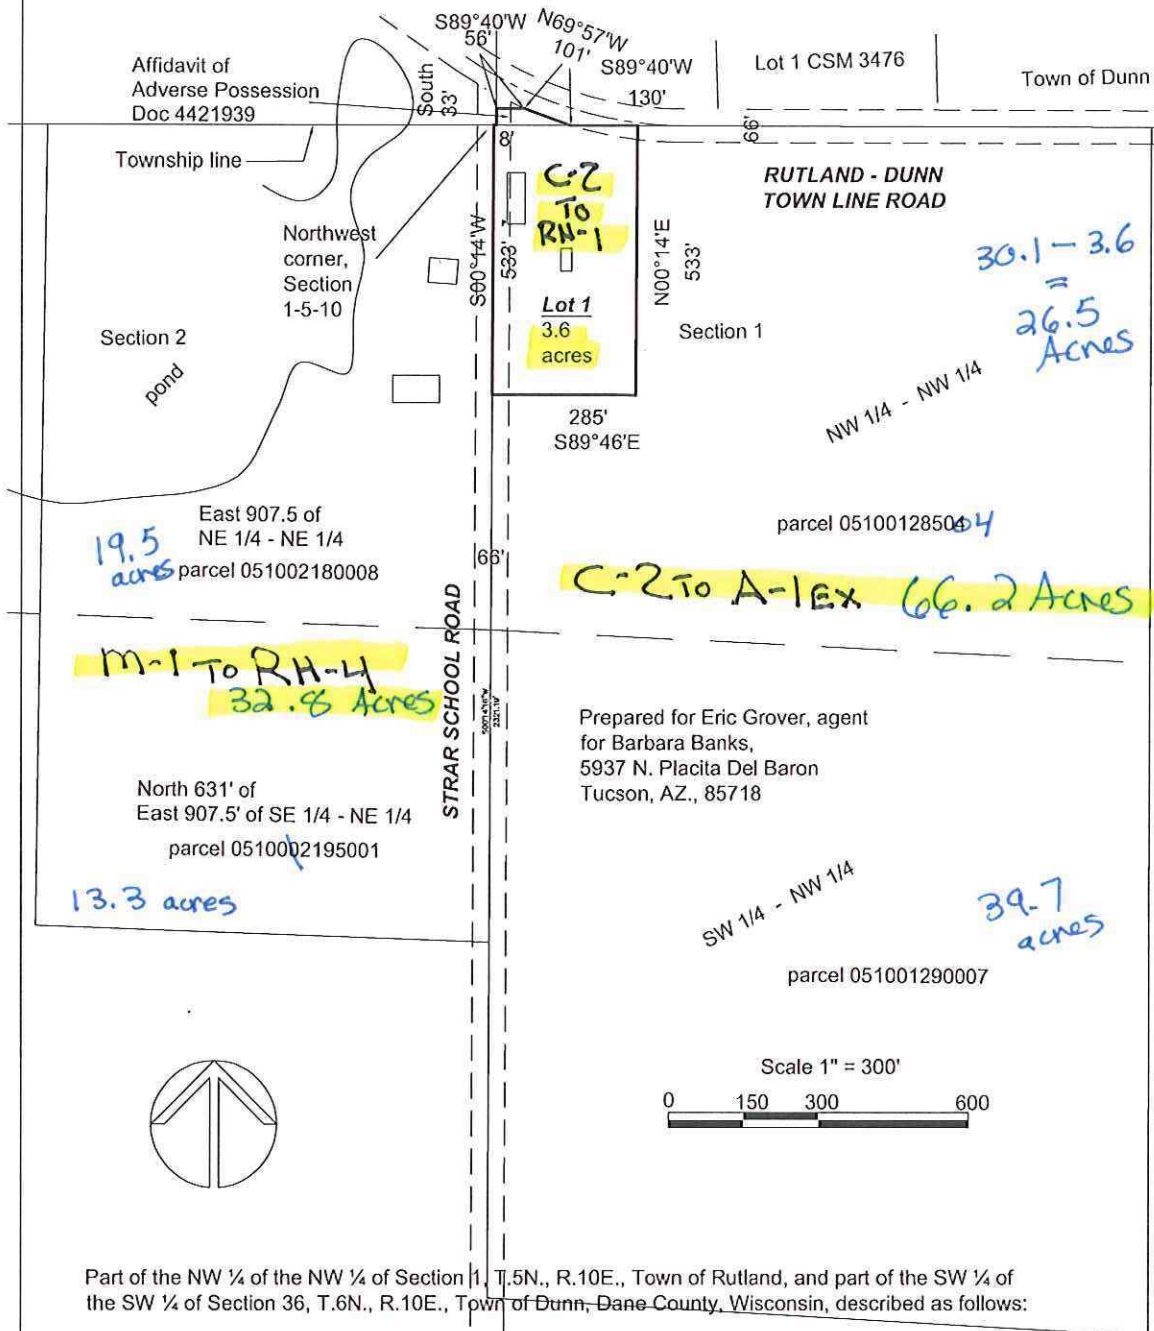 S89°40'W
56'
N69°57'W
101'
S89°40'W
130'
Lot 1 CSM 3476
Town of Dunn
Affidavit of
Adverse Possession
Doc 4421939
South
33'
Township line
8'
66'
C-2
TO
RH-1
RUTLAND - DUNN
TOWN LINE ROAD
Northwest
corner,
Section
1-5-10
S00°14'W
533'
N00°14'E
533'
30.1 - 3.6
=
26.5
Acres
Lot 1
3.6
acres
Section 2
Section 1
pond
NW 1/4 - NW 1/4
285'
S89°46'E
East 907.5 of
NE 1/4 - NE 1/4
19.5
acres
parcel 051002180008
parcel 05100128504
04
66'
C-2 TO A-1EX 66.2 Acres
M-1 TO RH-4
32.8 Acres
STRAR SCHOOL ROAD
Prepared for Eric Grover, agent
for Barbara Banks,
5937 N. Placita Del Baron
Tucson, AZ., 85718
North 631' of
East 907.5' of SE 1/4 - NE 1/4
parcel 0510002195001
13.3 acres
SW 1/4 - NW 1/4
39.7
acres
parcel 051001290007
Scale 1" = 300'
0 150 300 600
Part of the NW ¼ of the NW ¼ of Section 1, T.5N., R.10E., Town of Rutland, and part of the SW ¼ of
the SW ¼ of Section 36, T.6N., R.10E., Town of Dunn, Dane County, Wisconsin, described as follows: